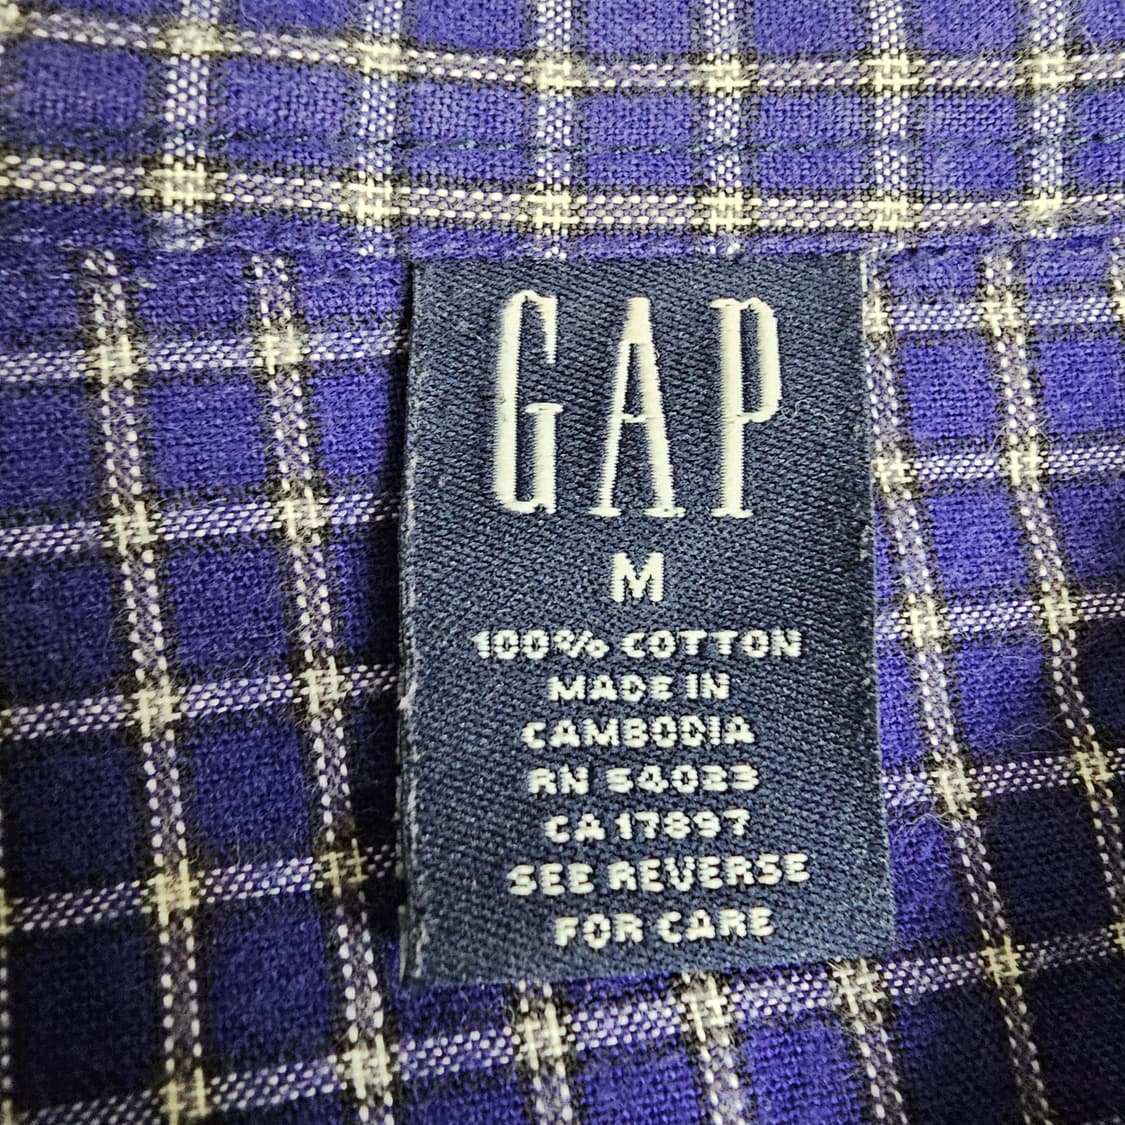 GAP
M
100% COTTON
MADE IN
CAMBODIA
RN 54023
CA 17897
SEE REVERSE
FOR CARE